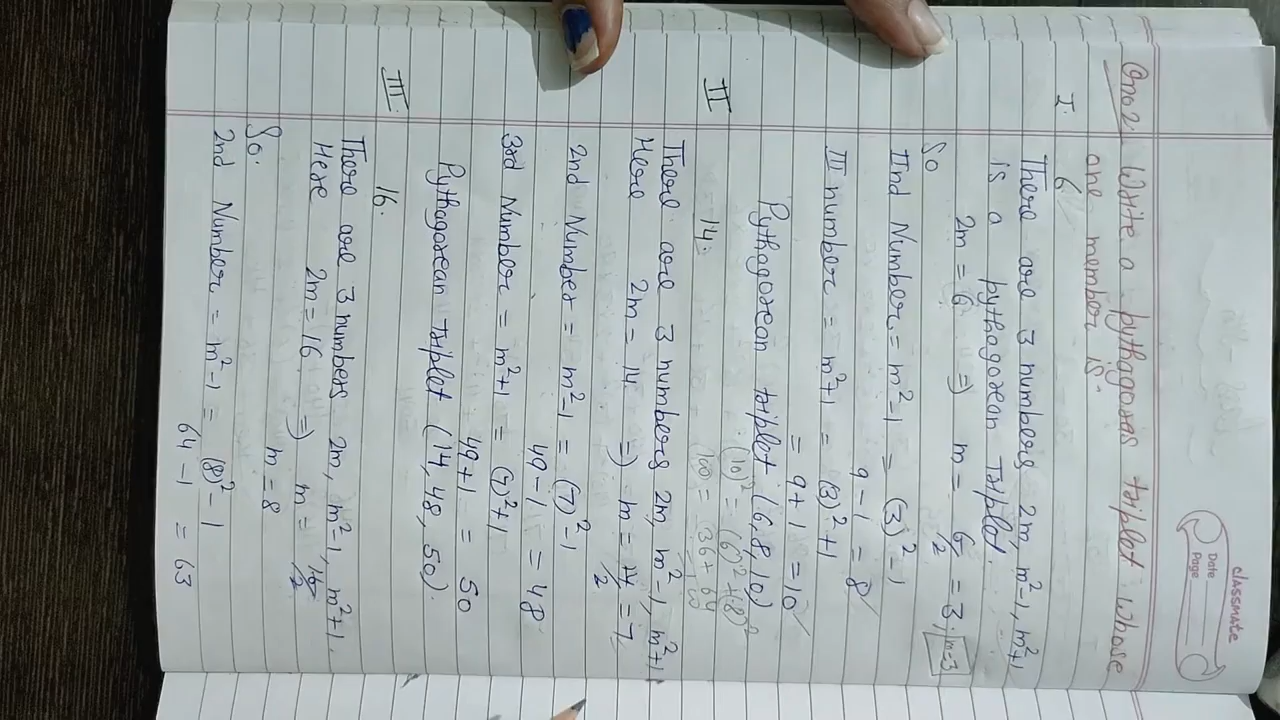 classmate
Date
Page
Qno 2. Write a pythagoras triplet whose
one member is.
I. 6
There are 3 numbers 2m, m²-1, m²+1
is a pythagorean Triplet.
2m = 6 ⇒ m = 6/2 = 3, m=3
So
IInd Number = m²-1 = (3)²-1
9-1 = 8
III number = m²+1 = (3)²+1
= 9+1 = 10
Pythagorean triplet (6,8,10)
(10)² = (6)²+(8)²
100 = 36+64
= 100
II 14.
There are 3 numbers 2m, m²-1, m²+1
Here 2m = 14 ⇒ m = 14/2 = 7
2nd Number = m²-1 = (7)²-1
49-1 = 48
3rd Number = m²+1 = (7)²+1
49+1 = 50
Pythagorean triplet (14, 48, 50).
III. 16.
There are 3 numbers 2m, m²-1, m²+1.
Here 2m = 16 ⇒ m = 16/2
So. m = 8
2nd Number = m²-1 = (8)²-1
64-1 = 63